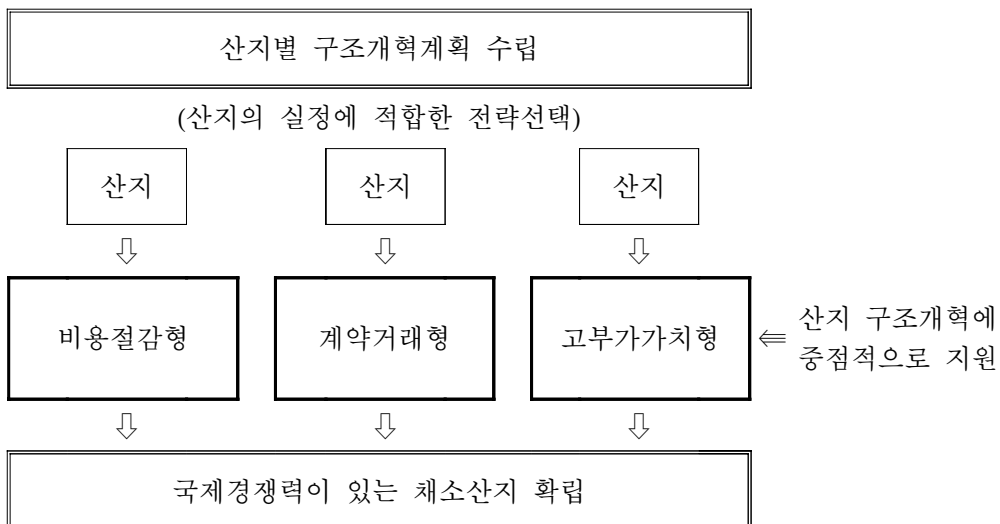 산지별 구조개혁계획 수립
(산지의 실정에 적합한 전략선택)
산지 산지 산지
비용절감형 계약거래형 고부가가치형
산지 구조개혁에
중점적으로 지원
국제경쟁력이 있는 채소산지 확립